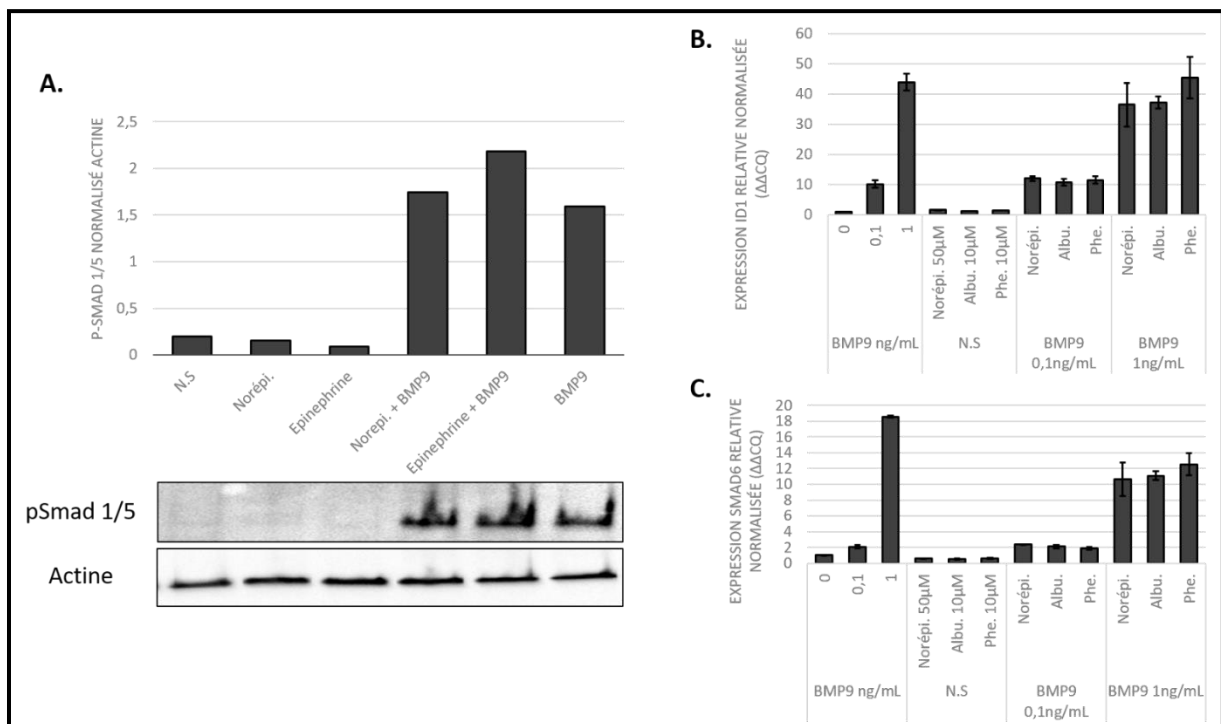 A.
P-SMAD 1/5 NORMALISÉ ACTINE
2,5
2
1,5
1
0,5
0
N.S
Norépi.
Epinephrine
Norepi. + BMP9
Epinephrine + BMP9
BMP9
pSmad 1/5
Actine
B.
EXPRESSION ID1 RELATIVE NORMALISÉE
(ΔΔCQ)
60
50
40
30
20
10
0
0
0,1
1
Norépi. 50µM
Albu. 10µM
Phe. 10µM
Norépi.
Albu.
Phe.
Norépi.
Albu.
Phe.
BMP9 ng/mL
N.S
BMP9
0,1ng/mL
BMP9
1ng/mL
C.
EXPRESSION SMAD6 RELATIVE
NORMALISÉE (ΔΔCQ)
20
18
16
14
12
10
8
6
4
2
0
0
0,1
1
Norépi. 50µM
Albu. 10µM
Phe. 10µM
Norépi.
Albu.
Phe.
Norépi.
Albu.
Phe.
BMP9 ng/mL
N.S
BMP9
0,1ng/mL
BMP9 1ng/mL